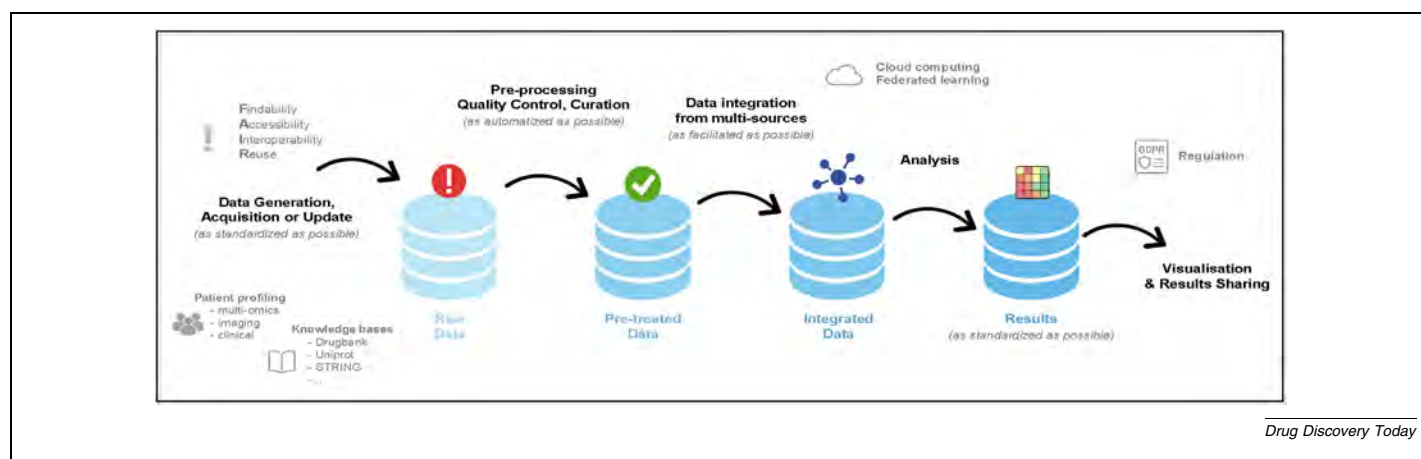 Findability
Accessibility
Interoperability
Reuse
Data Generation,
Acquisition or Update
(as standardized as possible)
Patient profiling
- multi-omics
- imaging
- clinical
Knowledge bases
- Drugbank
- Uniprot
- STRING
-...
Raw
Data
Pre-processing
Quality Control, Curation
(as automatized as possible)
Pre-treated
Data
Data integration
from multi-sources
(as facilitated as possible)
Integrated
Data
Cloud computing
Federated learning
Analysis
Results
(as standardized as possible)
GDPR
Regulation
Visualisation
& Results Sharing
Drug Discovery Today